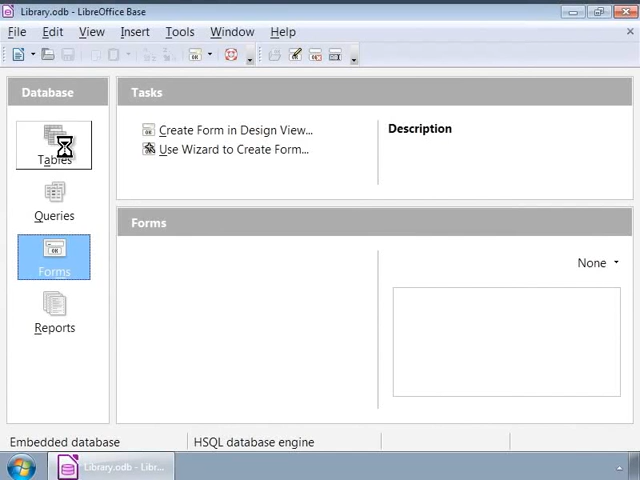 Library.odb - LibreOffice Base
File Edit View Insert Tools Window Help
Database
Tables
Queries
Forms
Reports
Tasks
Create Form in Design View...
Use Wizard to Create Form...
Description
Forms
None
Embedded database
HSQL database engine
Library.odb - Libr...